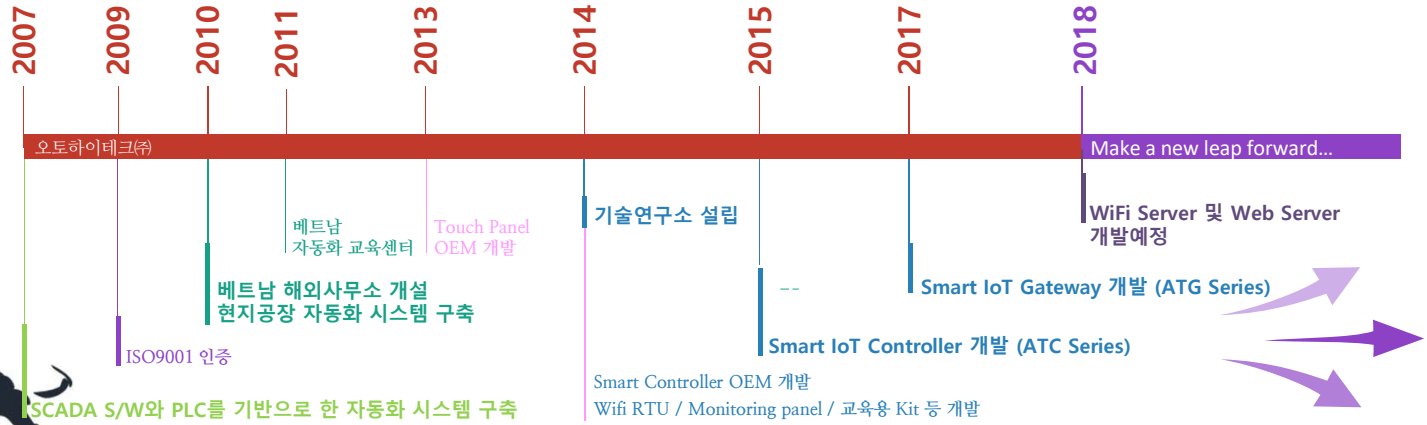 2007
2009
2010
2011
2013
2014
2015
2017
2018
오토하이테크㈜
Make a new leap forward...
베트남
자동화 교육센터
Touch Panel
OEM 개발
기술연구소 설립
WiFi Server 및 Web Server
개발예정
베트남 해외사무소 개설
현지공장 자동화 시스템 구축
--
Smart IoT Gateway 개발 (ATG Series)
ISO9001 인증
Smart IoT Controller 개발 (ATC Series)
Smart Controller OEM 개발
Wifi RTU / Monitoring panel / 교육용 Kit 등 개발
SCADA S/W와 PLC를 기반으로 한 자동화 시스템 구축